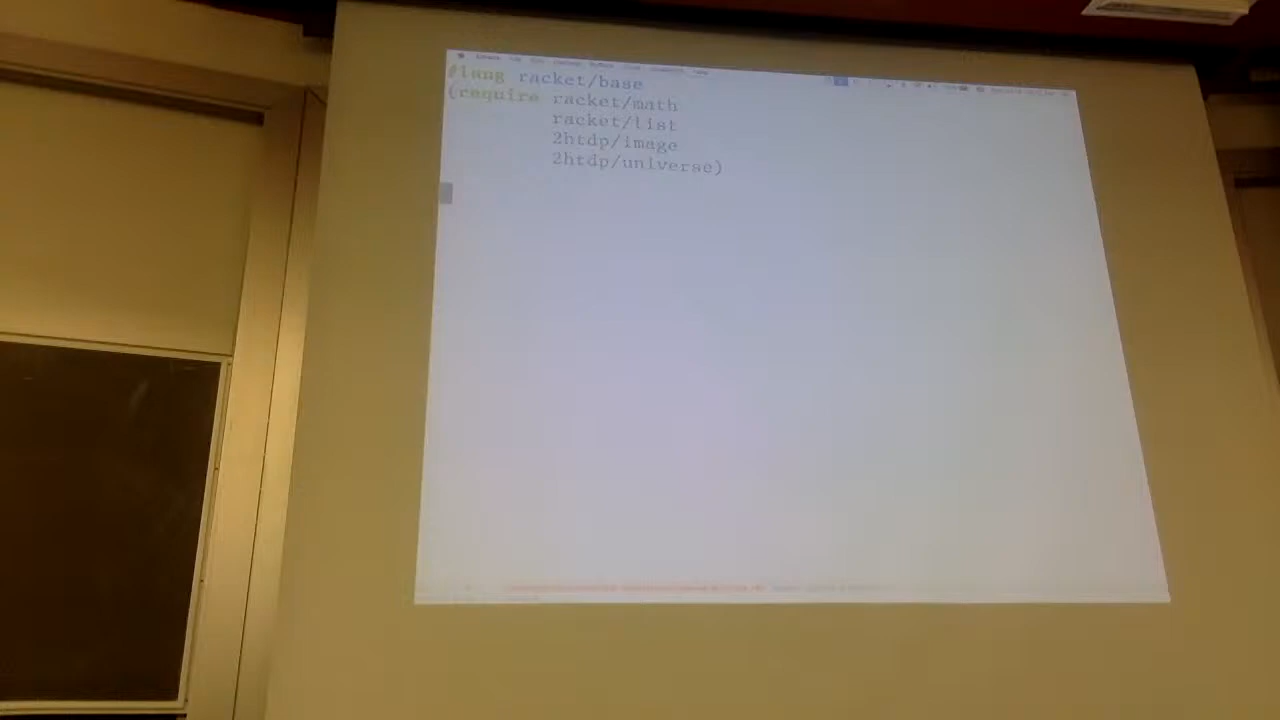 #lang racket/base
(require racket/math
racket/list
2htdp/image
2htdp/universe)